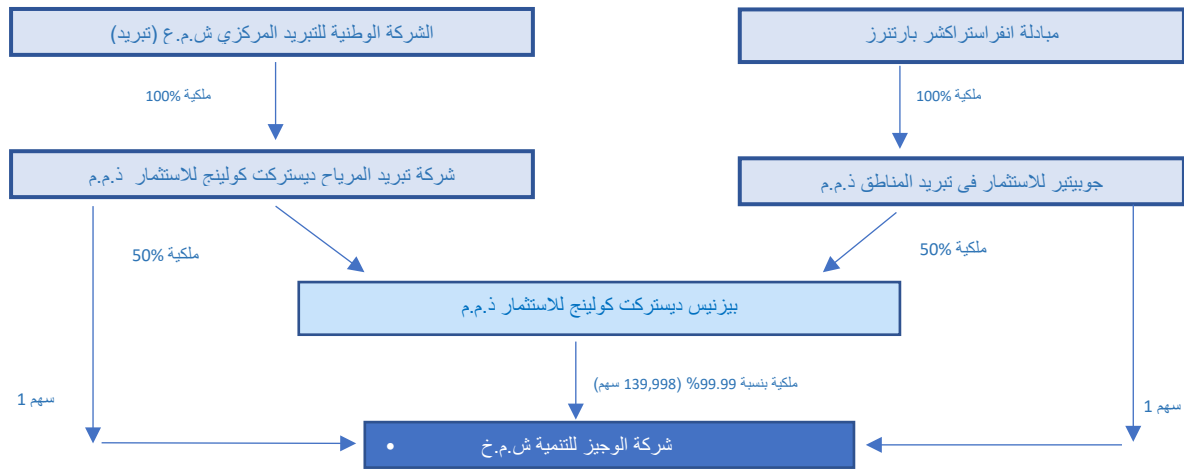 مبادلة انفراستراكشر بارتنرز
الشركة الوطنية للتبريد المركزي ش.م.ع (تبريد)
ملكية 100%
ملكية 100%
جوبيتير للاستثمار فى تبريد المناطق ذ.م.م
شركة تبريد المرياح ديستركت كولينج للاستثمار ذ.م.م
ملكية 50%
ملكية 50%
بيزنيس ديستركت كولينج للاستثمار ذ.م.م
ملكية بنسبة 99.99% (139,998 سهم)
سهم 1
سهم 1
• شركة الوجيز للتنمية ش.م.خ